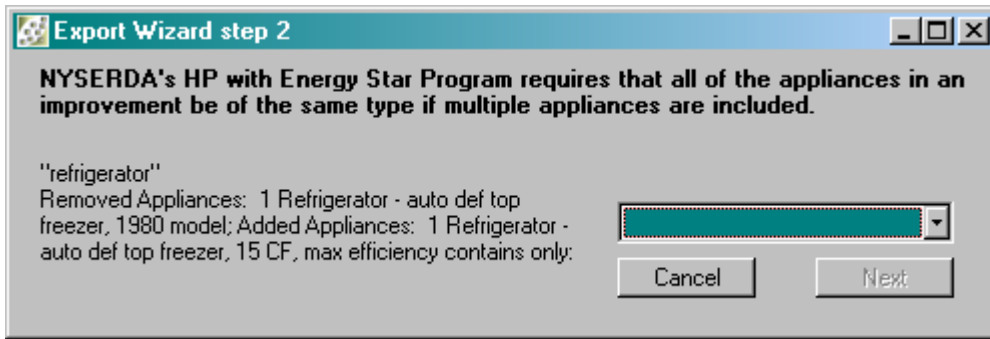 Export Wizard step 2
NYSERDA's HP with Energy Star Program requires that all of the appliances in an
improvement be of the same type if multiple appliances are included.
"refrigerator"
Removed Appliances:  1 Refrigerator - auto def top
freezer, 1980 model; Added Appliances:  1 Refrigerator -
auto def top freezer, 15 CF, max efficiency contains only:
Cancel
Next